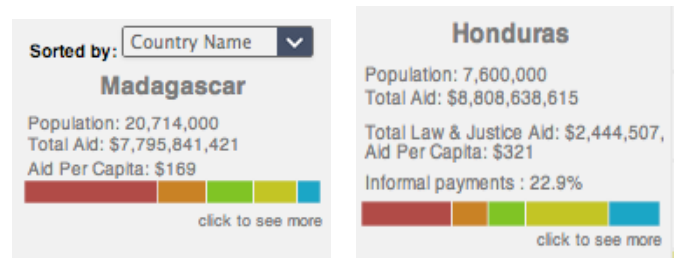 Sorted by: Country Name
Madagascar
Population: 20,714,000
Total Aid: $7,795,841,421
Aid Per Capita: $169
click to see more
Honduras
Population: 7,600,000
Total Aid: $8,808,638,615
Total Law & Justice Aid: $2,444,507,
Aid Per Capita: $321
Informal payments : 22.9%
click to see more